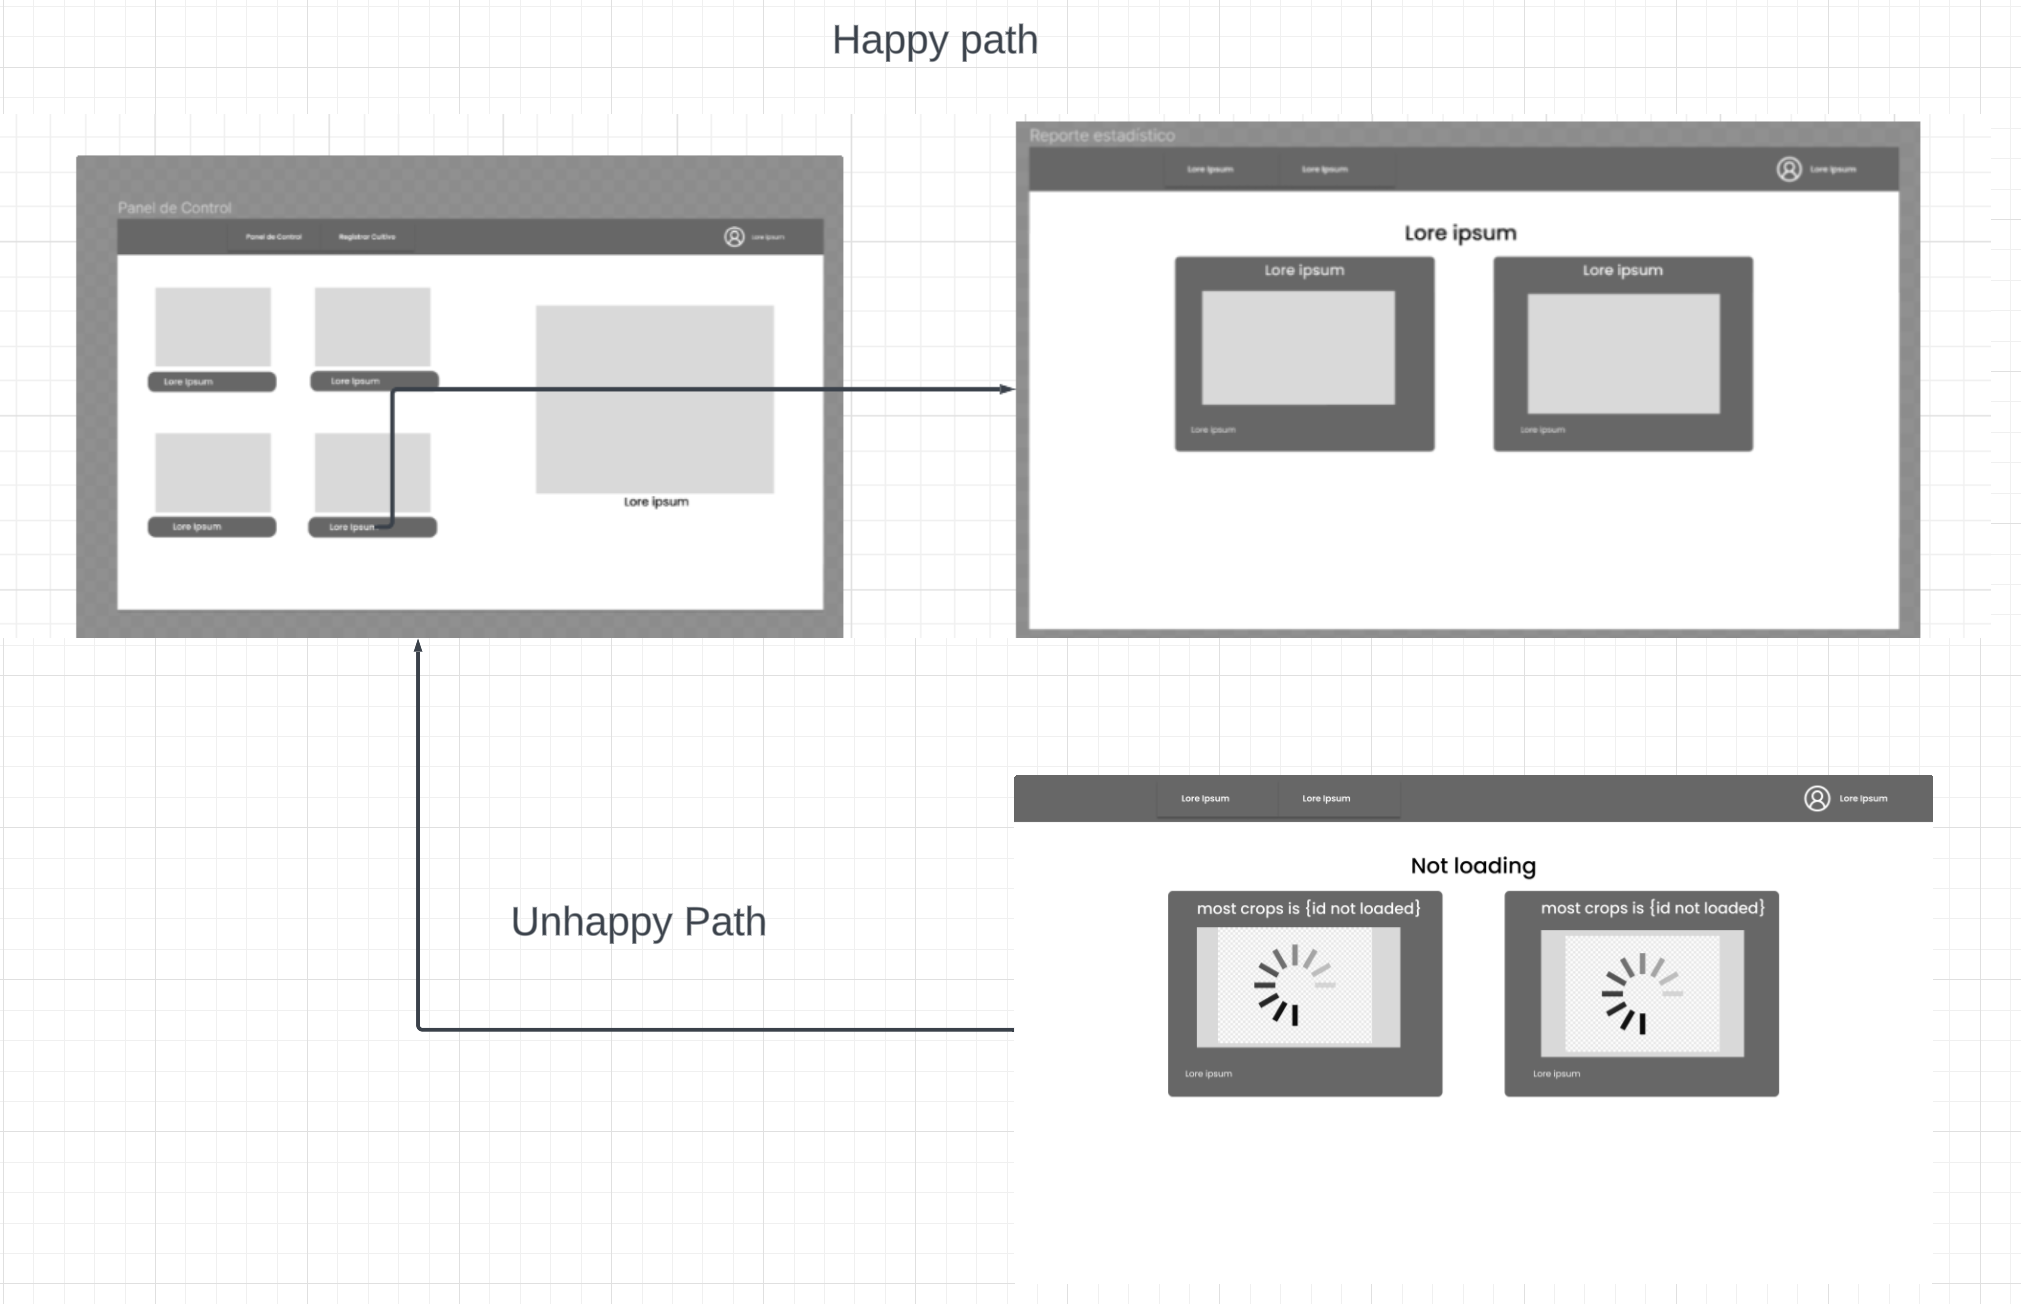 Happy path
Panel de Control
Panel de Control
Registrar Cultivo
Lore Ipsum
Lore Ipsum
Lore Ipsum
Lore Ipsum
Lore Ipsum
Lore ipsum
Reporte estadístico
Lore Ipsum
Lore Ipsum
Lore Ipsum
Lore ipsum
Lore ipsum
Lore ipsum
Lore ipsum
Lore ipsum
Unhappy Path
Lore Ipsum
Lore Ipsum
Lore Ipsum
Not loading
most crops is {id not loaded}
most crops is {id not loaded}
Lore ipsum
Lore ipsum